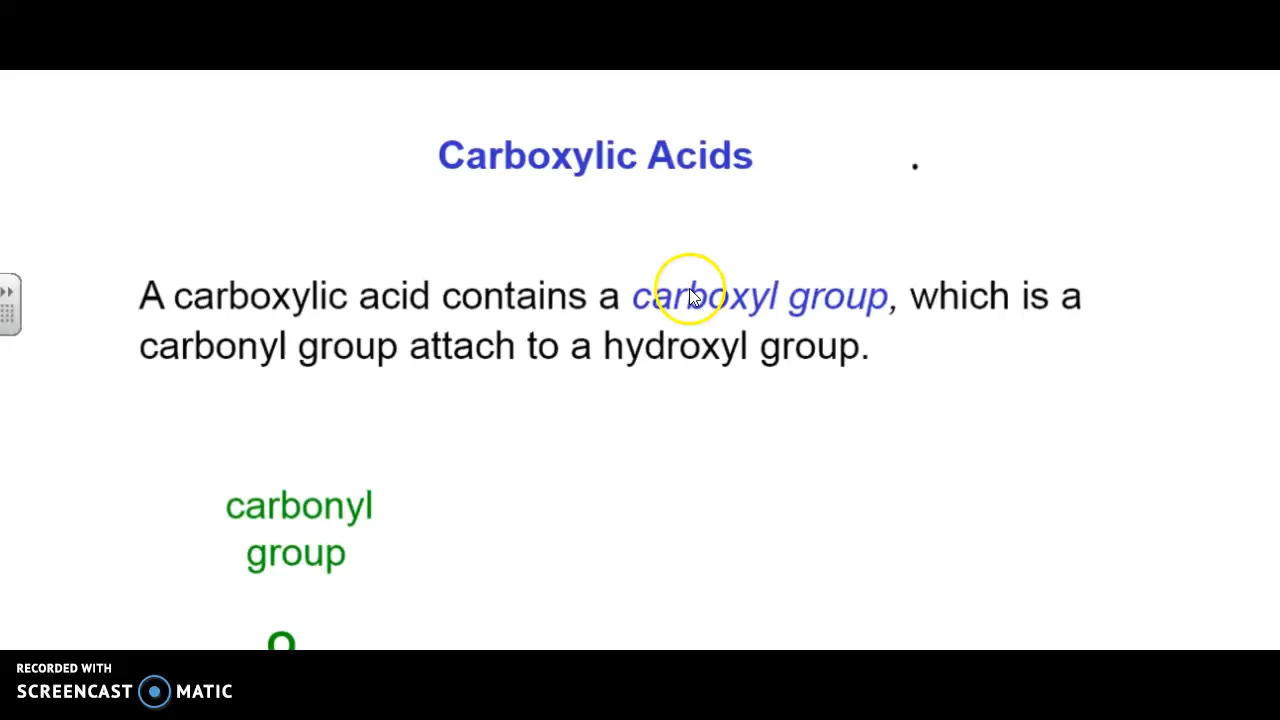 Carboxylic Acids .
A carboxylic acid contains a carboxyl group, which is a
carbonyl group attach to a hydroxyl group.
carbonyl
group
O
RECORDED WITH
SCREENCAST MATIC